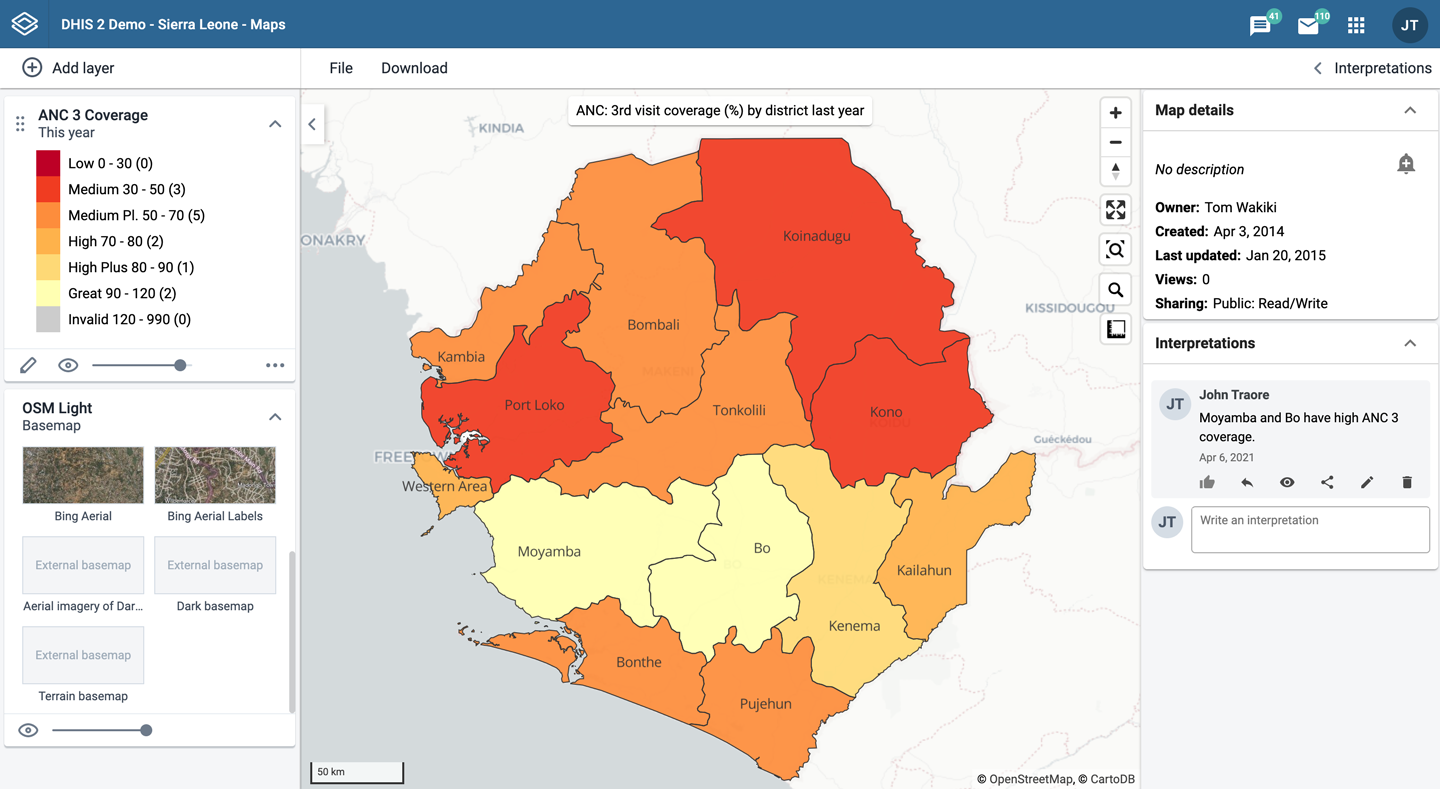 DHIS 2 Demo - Sierra Leone - Maps
41
110
JT
Add layer
File
Download
Interpretations
ANC 3 Coverage
This year
Low 0 - 30 (0)
Medium 30 - 50 (3)
Medium Pl. 50 - 70 (5)
High 70 - 80 (2)
High Plus 80 - 90 (1)
Great 90 - 120 (2)
Invalid 120 - 990 (0)
OSM Light
Basemap
Bing Aerial
Bing Aerial Labels
External basemap
External basemap
Aerial imagery of Dar...
Dark basemap
External basemap
Terrain basemap
ANC: 3rd visit coverage (%) by district last year
KINDIA
ONAKRY
Koinadugu
KISSIDOUGOU
Bombali
Kambia
MAKENI
Port Loko
Tonkolili
Kono
KOIDU
Guéckédou
FREE
Western Area
Moyamba
Bo
BO
Kailahun
KENEMA
Kenema
Bonthe
Pujehun
50 km
© OpenStreetMap, © CartoDB
Map details
No description
Owner: Tom Wakiki
Created: Apr 3, 2014
Last updated: Jan 20, 2015
Views: 0
Sharing: Public: Read/Write
Interpretations
JT
John Traore
Moyamba and Bo have high ANC 3
coverage.
Apr 6, 2021
JT
Write an interpretation